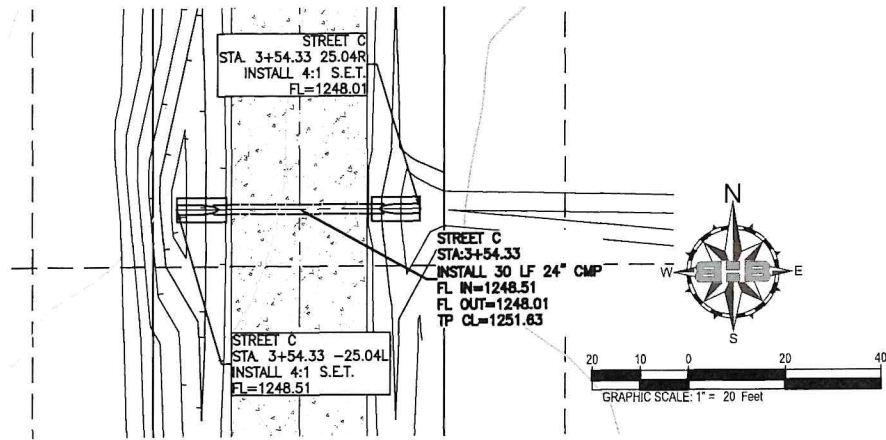 STREET C
STA. 3+54.33 25.04R
INSTALL 4:1 S.E.T.
FL=1248.01
STREET C
STA:3+54.33
INSTALL 30 LF 24" CMP
FL IN=1248.51
FL OUT=1248.01
TP CL=1251.63
STREET C
STA. 3+54.33 -25.04L
INSTALL 4:1 S.E.T.
FL=1248.51
N
W
E
S
20 10 0 20 40
GRAPHIC SCALE: 1" = 20 Feet